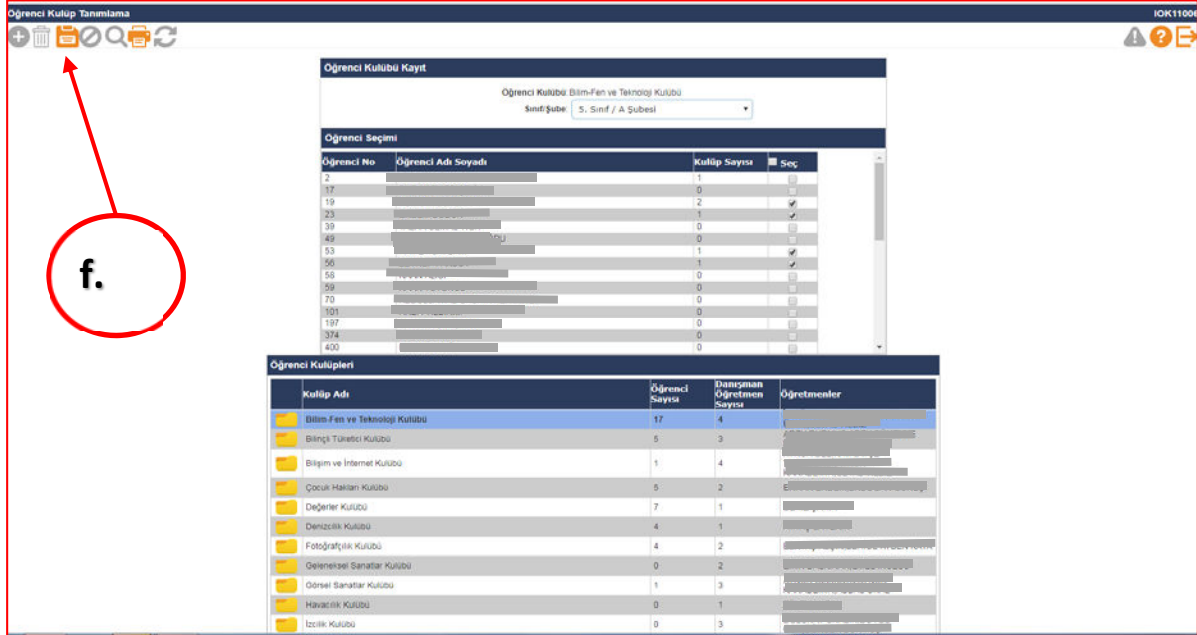 Öğrenci Kulüp Tanımlama
IOK11006
f.
Öğrenci Kulübü Kayıt
Öğrenci Kulübü: Bilim-Fen ve Teknoloji Kulübü
Sınıf/Şube: 5. Sınıf / A Şubesi
Öğrenci Seçimi
Öğrenci No Öğrenci Adı Soyadı Kulüp Sayısı Seç
2 1
17 0
19 2
23 1
39 0
49 0
53 1
56 1
58 0
59 0
70 0
101 0
197 0
374 0
400 0
Öğrenci Kulüpleri
Kulüp Adı Öğrenci Sayısı Danışman Öğretmen Sayısı Öğretmenler
Bilim-Fen ve Teknoloji Kulübü 17 4
Bilinçli Tüketici Kulübü 5 3
Bilişim ve İnternet Kulübü 1 4
Çocuk Hakları Kulübü 5 2
Değerler Kulübü 7 1
Denizcilik Kulübü 4 1
Fotoğrafçılık Kulübü 4 2
Geleneksel Sanatlar Kulübü 0 2
Görsel Sanatlar Kulübü 1 3
Havacılık Kulübü 0 1
İzcilik Kulübü 0 3